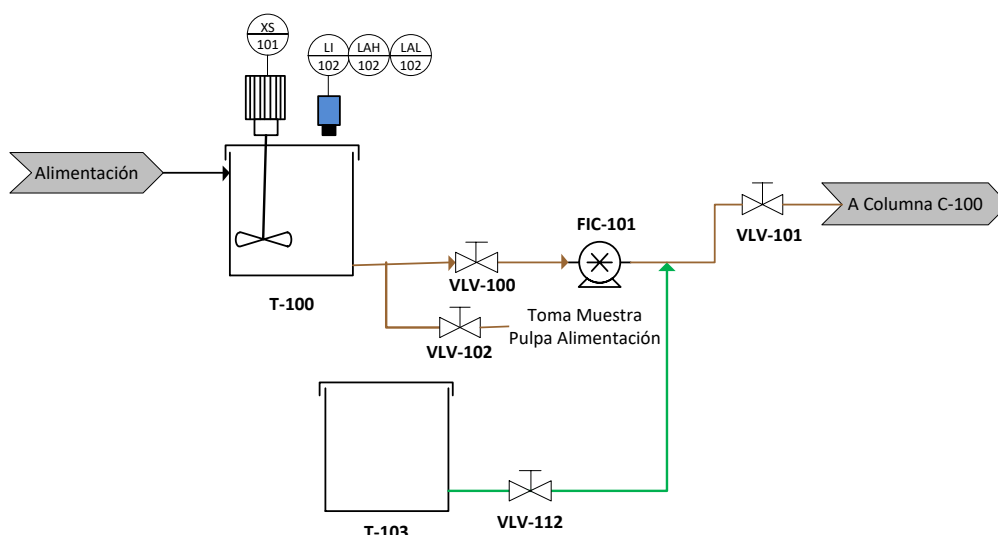 XS
101
LI
102
LAH
102
LAL
102
Alimentación
A Columna C-100
FIC-101
VLV-101
VLV-100
T-100
Toma Muestra
Pulpa Alimentación
VLV-102
VLV-112
T-103